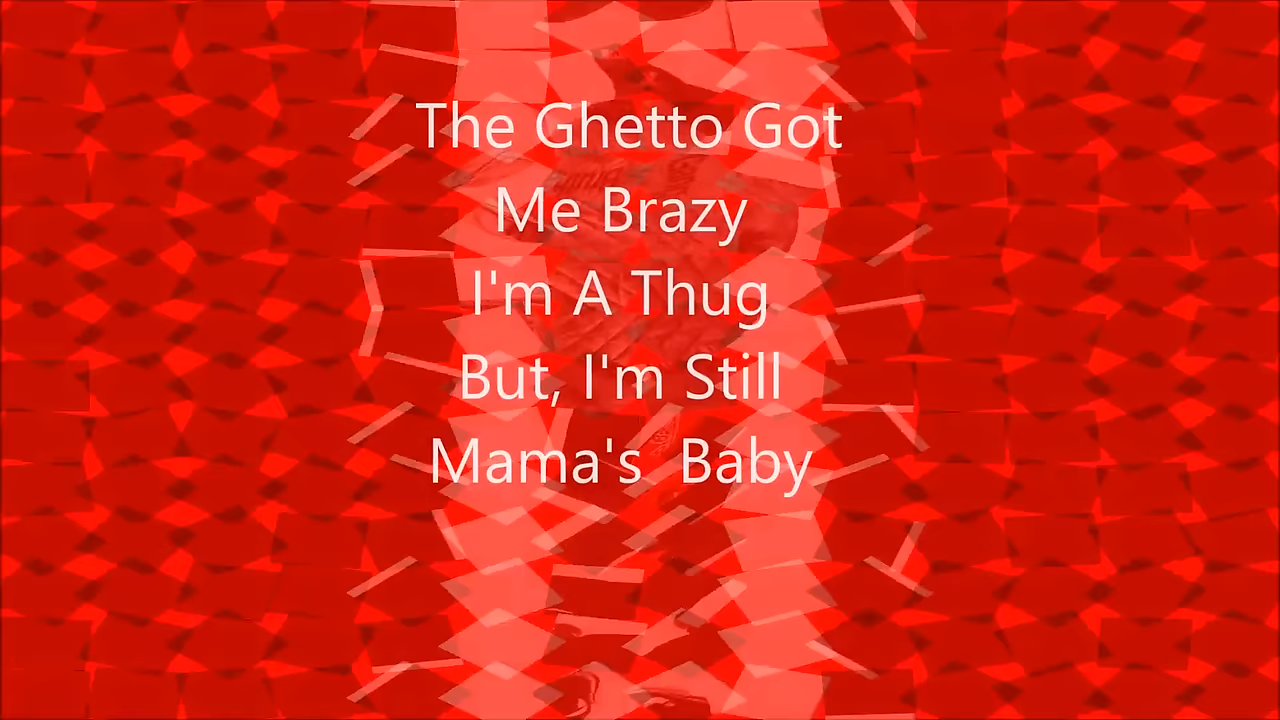 The Ghetto Got
Me Brazy
I'm A Thug
But, I'm Still
Mama's  Baby